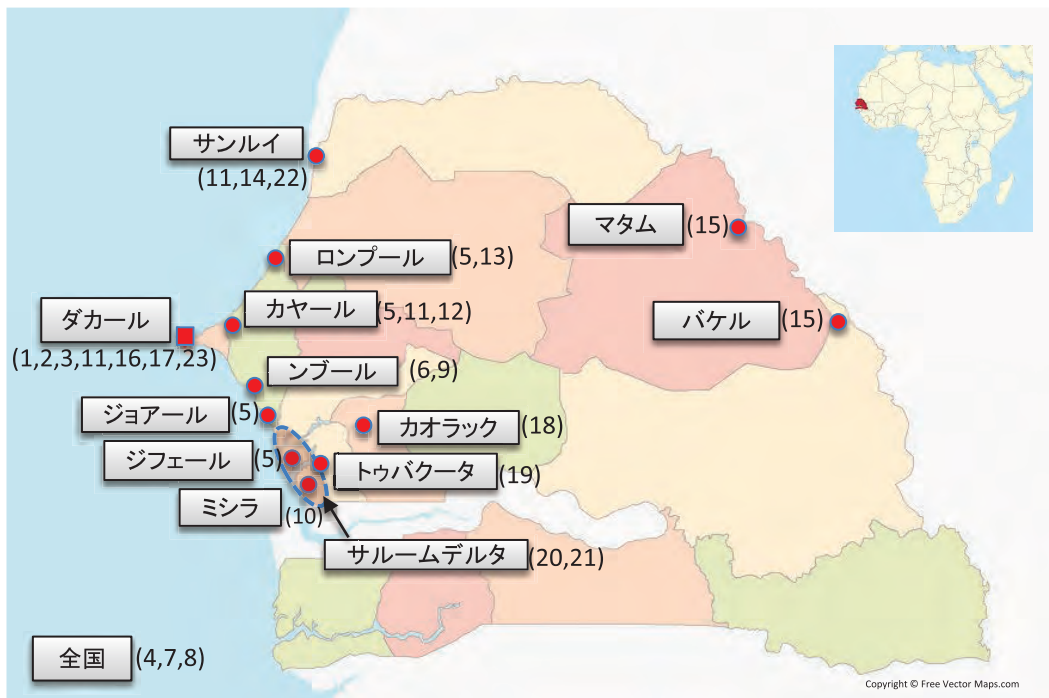 サンルイ
(11,14,22)
マタム (15)
ロンプール (5,13)
カヤール (5,11,12)
ダカール
(1,2,3,11,16,17,23)
バケル (15)
ンブール (6,9)
ジョアール (5)
カオラック (18)
ジフェール (5)
トゥバクータ (19)
ミシラ (10)
サルームデルタ (20,21)
全国 (4,7,8)
Copyright © Free Vector Maps.com